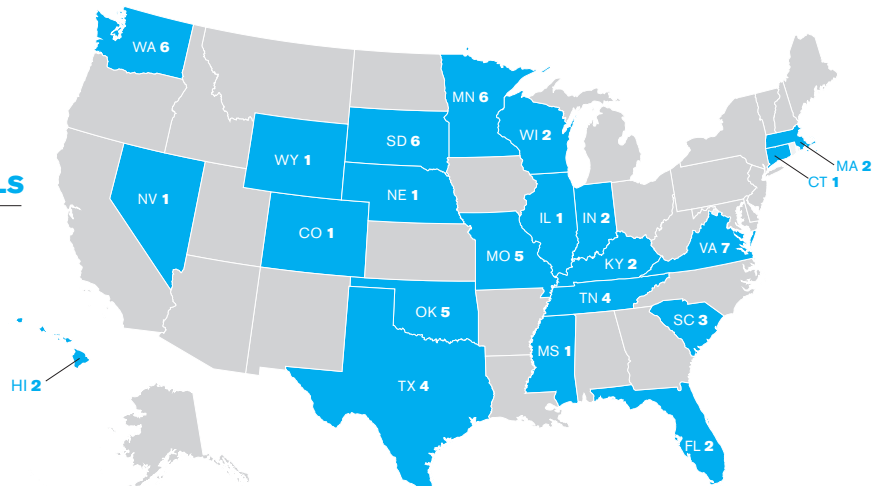 WA 6
MN 6
WI 2
SD 6
WY 1
MA 2
CT 1
LS
NV 1
NE 1
IL 1
IN 2
CO 1
VA 7
MO 5
KY 2
TN 4
OK 5
SC 3
MS 1
HI 2
TX 4
FL 2